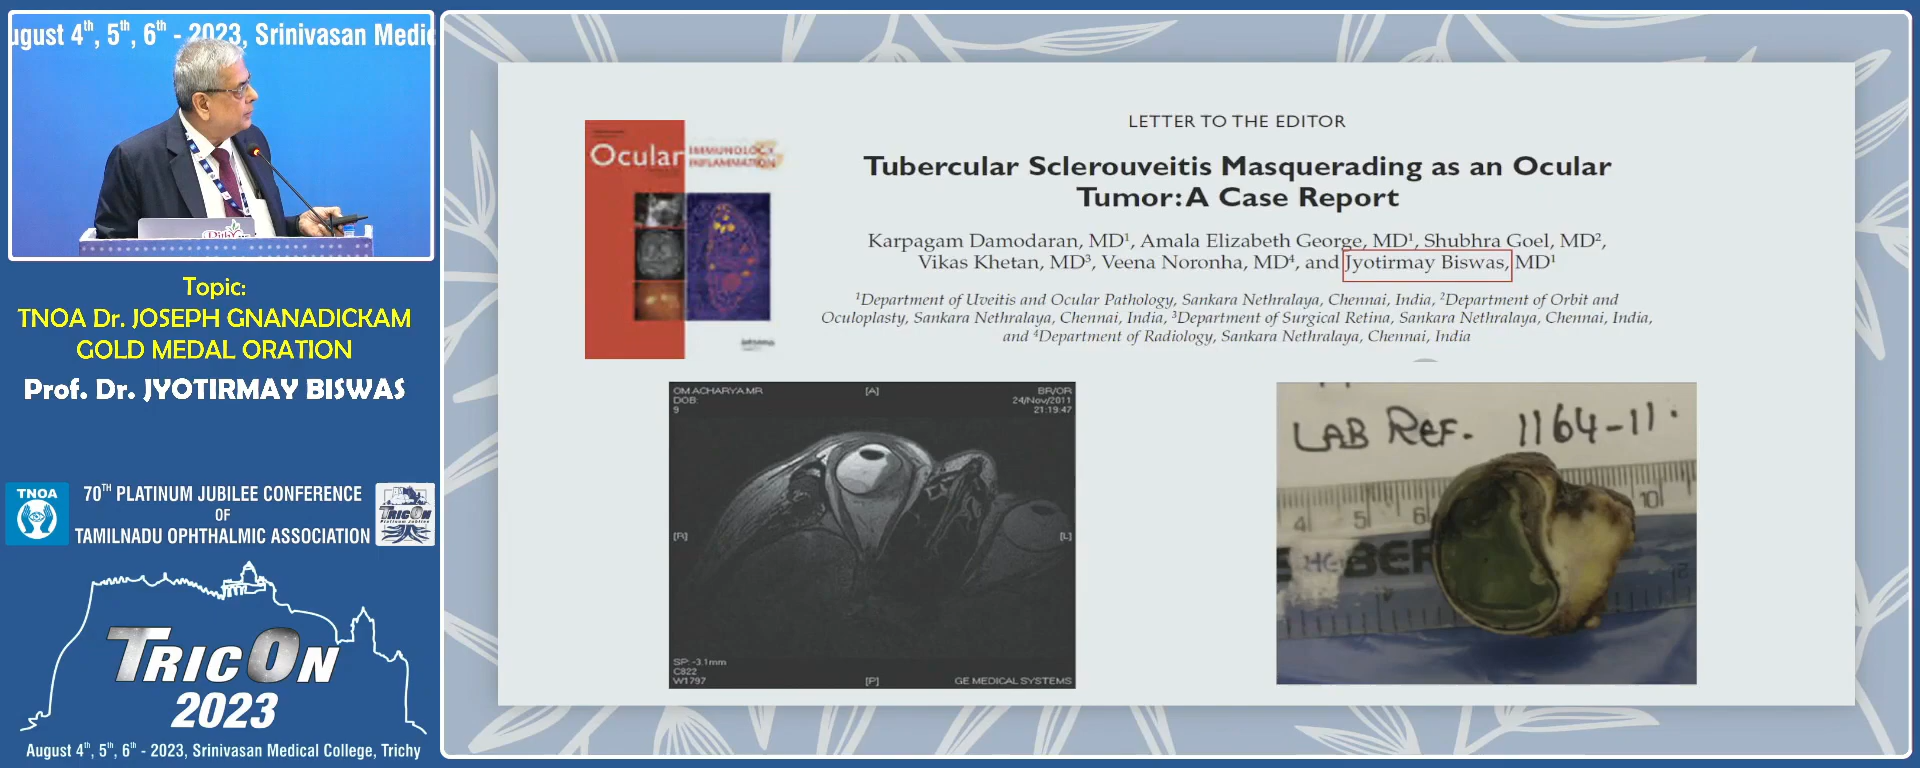 ugust 4th, 5th, 6th - 2023, Srinivasan Medic
Topic:
TNOA Dr. JOSEPH GNANADICKAM
GOLD MEDAL ORATION
Prof. Dr. JYOTIRMAY BISWAS
TNOA
70TH PLATINUM JUBILEE CONFERENCE
OF
TAMILNADU OPHTHALMIC ASSOCIATION
TRICON
Platinum Jubilee
TRICON
2023
August 4th, 5th, 6th - 2023, Srinivasan Medical College, Trichy
Ocular
IMMUNOLOGY
INFLAMMATION
LETTER TO THE EDITOR
Tubercular Sclerouveitis Masquerading as an Ocular
Tumor: A Case Report
Karpagam Damodaran, MD¹, Amala Elizabeth George, MD¹, Shubhra Goel, MD²,
Vikas Khetan, MD³, Veena Noronha, MD⁴, and Jyotirmay Biswas, MD¹
¹Department of Uveitis and Ocular Pathology, Sankara Nethralaya, Chennai, India, ²Department of Orbit and
Oculoplasty, Sankara Nethralaya, Chennai, India, ³Department of Surgical Retina, Sankara Nethralaya, Chennai, India,
and ⁴Department of Radiology, Sankara Nethralaya, Chennai, India
OM ACHARYA.MR
DOB:
9
[A]
BR/OR
24/Nov/2011
21:19:47
[R]
[L]
SP: -3.1mm
C822
W1797
[P]
GE MEDICAL SYSTEMS
LAB REF. 1164-11.
4 5 6 10